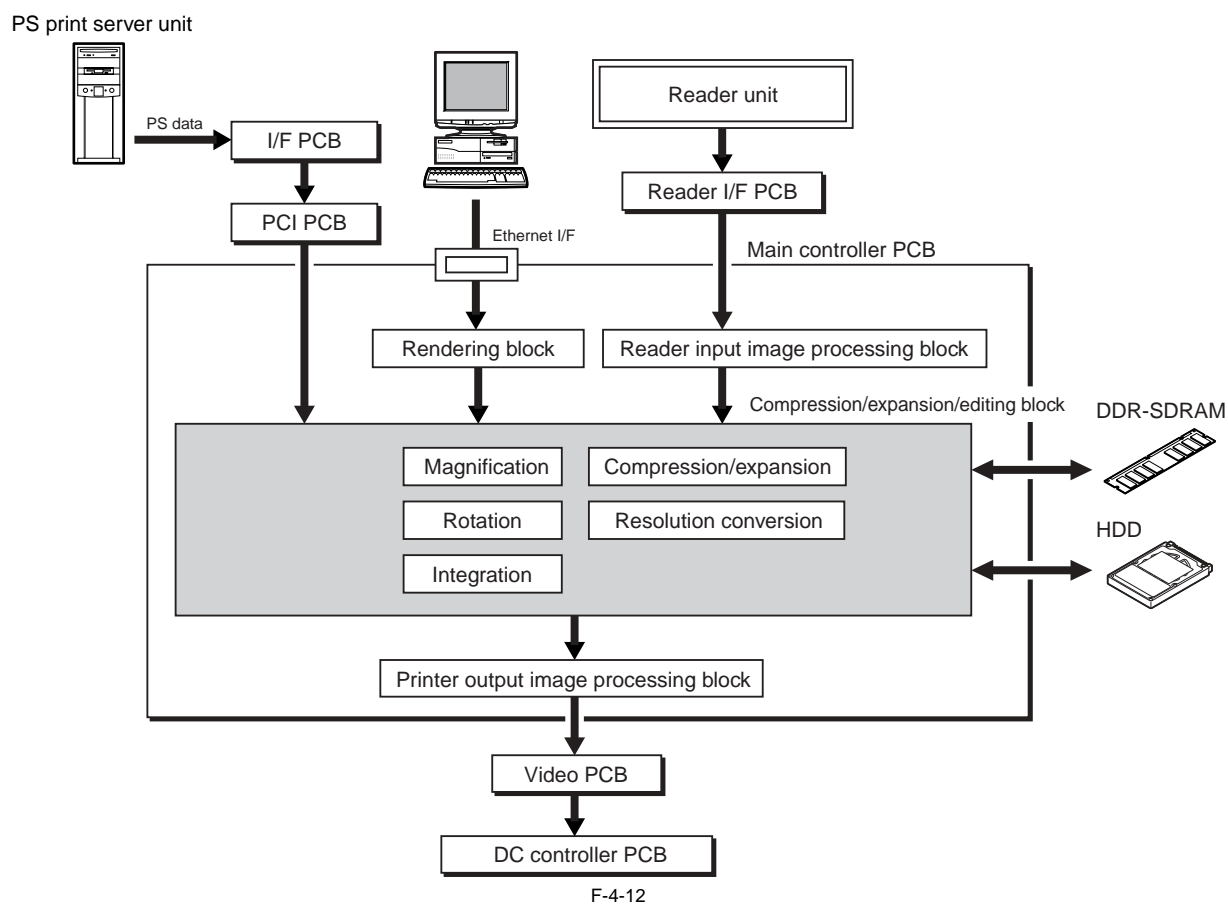 PS print server unit
PS data
I/F PCB
PCI PCB
Ethernet I/F
Reader unit
Reader I/F PCB
Main controller PCB
Rendering block
Reader input image processing block
Compression/expansion/editing block
Magnification
Compression/expansion
Rotation
Resolution conversion
Integration
DDR-SDRAM
HDD
Printer output image processing block
Video PCB
DC controller PCB
F-4-12